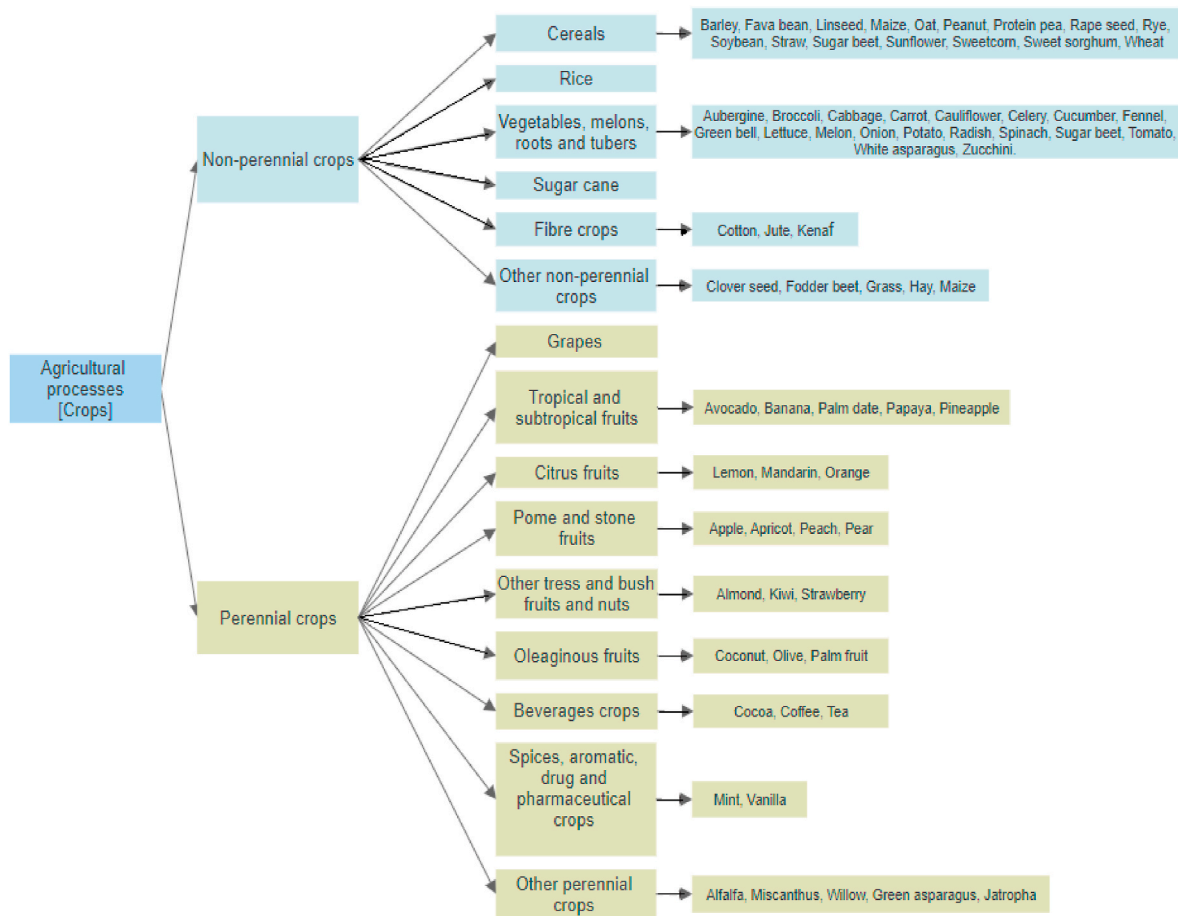 Agricultural
processes
[Crops]
Non-perennial crops
Cereals
Barley, Fava bean, Linseed, Maize, Oat, Peanut, Protein pea, Rape seed, Rye,
Soybean, Straw, Sugar beet, Sunflower, Sweetcorn, Sweet sorghum, Wheat
Rice
Vegetables, melons,
roots and tubers
Aubergine, Broccoli, Cabbage, Carrot, Cauliflower, Celery, Cucumber, Fennel,
Green bell, Lettuce, Melon, Onion, Potato, Radish, Spinach, Sugar beet, Tomato,
White asparagus, Zucchini.
Sugar cane
Fibre crops
Cotton, Jute, Kenaf
Other non-perennial
crops
Clover seed, Fodder beet, Grass, Hay, Maize
Perennial crops
Grapes
Tropical and
subtropical fruits
Avocado, Banana, Palm date, Papaya, Pineapple
Citrus fruits
Lemon, Mandarin, Orange
Pome and stone
fruits
Apple, Apricot, Peach, Pear
Other tress and bush
fruits and nuts
Almond, Kiwi, Strawberry
Oleaginous fruits
Coconut, Olive, Palm fruit
Beverages crops
Cocoa, Coffee, Tea
Spices, aromatic,
drug and
pharmaceutical
crops
Mint, Vanilla
Other perennial
crops
Alfalfa, Miscanthus, Willow, Green asparagus, Jatropha